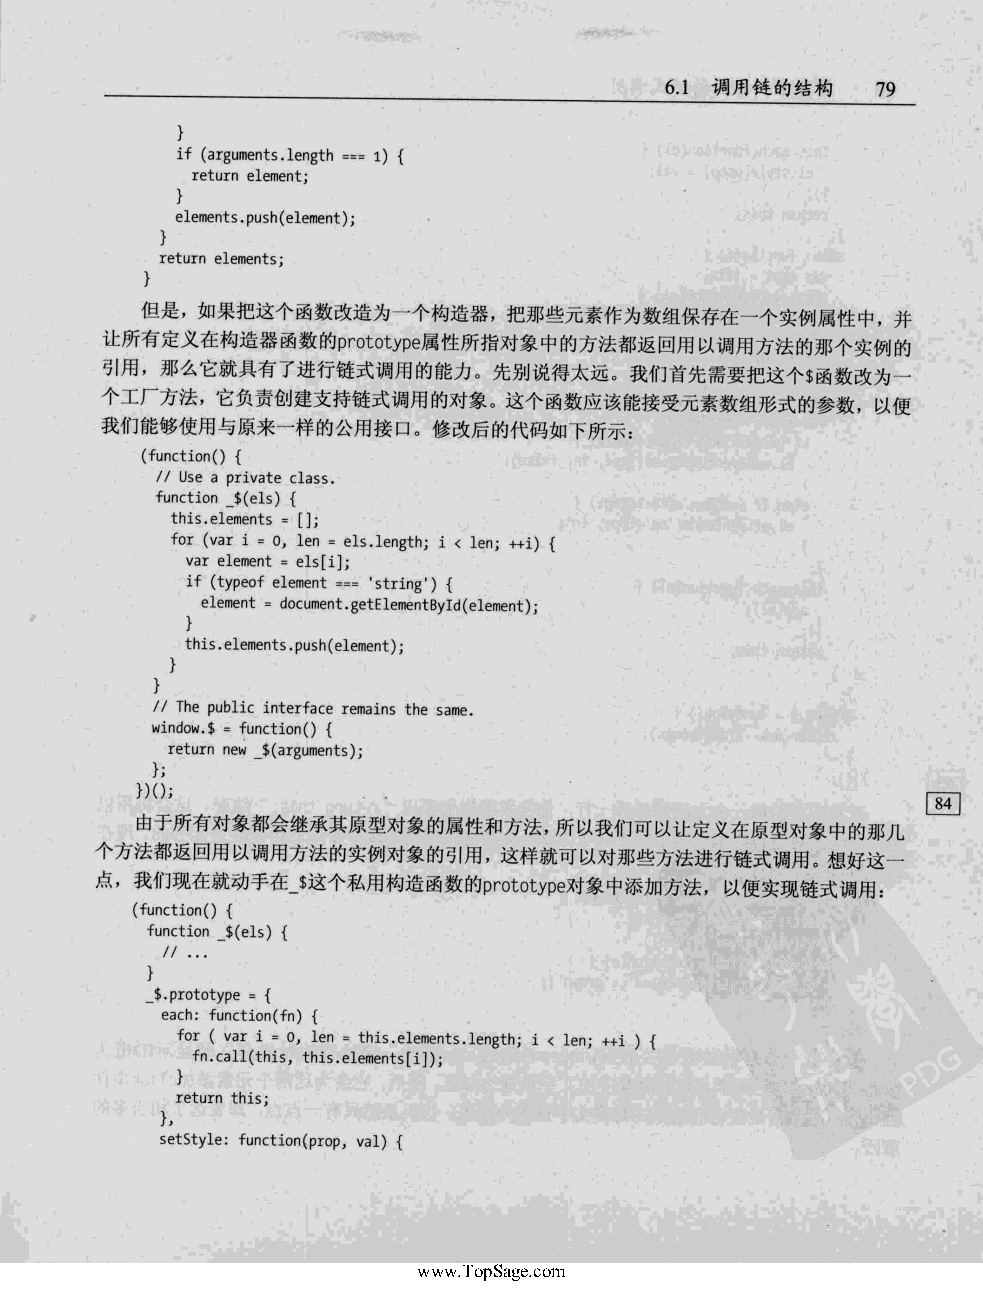 6.1 调用链的结构 79
}
if (arguments.length === 1) {
return element;
}
elements.push(element);
}
return elements;
}
但是，如果把这个函数改造为一个构造器，把那些元素作为数组保存在一个实例属性中，并
让所有定义在构造器函数的prototype属性所指对象中的方法都返回用以调用方法的那个实例的
引用，那么它就具有了进行链式调用的能力。先别说得太远。我们首先需要把这个$函数改为一
个工厂方法，它负责创建支持链式调用的对象。这个函数应该能接受元素数组形式的参数，以便
我们能够使用与原来一样的公用接口。修改后的代码如下所示：
(function() {
// Use a private class.
function _$(els) {
this.elements = [];
for (var i = 0, len = els.length; i < len; ++i) {
var element = els[i];
if (typeof element === 'string') {
element = document.getElementById(element);
}
this.elements.push(element);
}
}
// The public interface remains the same.
window.$ = function() {
return new _$(arguments);
};
})();
84
由于所有对象都会继承其原型对象的属性和方法，所以我们可以让定义在原型对象中的那几
个方法都返回用以调用方法的实例对象的引用，这样就可以对那些方法进行链式调用。想好这一
点，我们现在就动手在_$这个私用构造函数的prototype对象中添加方法，以便实现链式调用：
(function() {
function _$(els) {
// ...
}
_$.prototype = {
each: function(fn) {
for ( var i = 0, len = this.elements.length; i < len; ++i ) {
fn.call(this, this.elements[i]);
}
return this;
},
setStyle: function(prop, val) {
PDG
www.TopSage.com